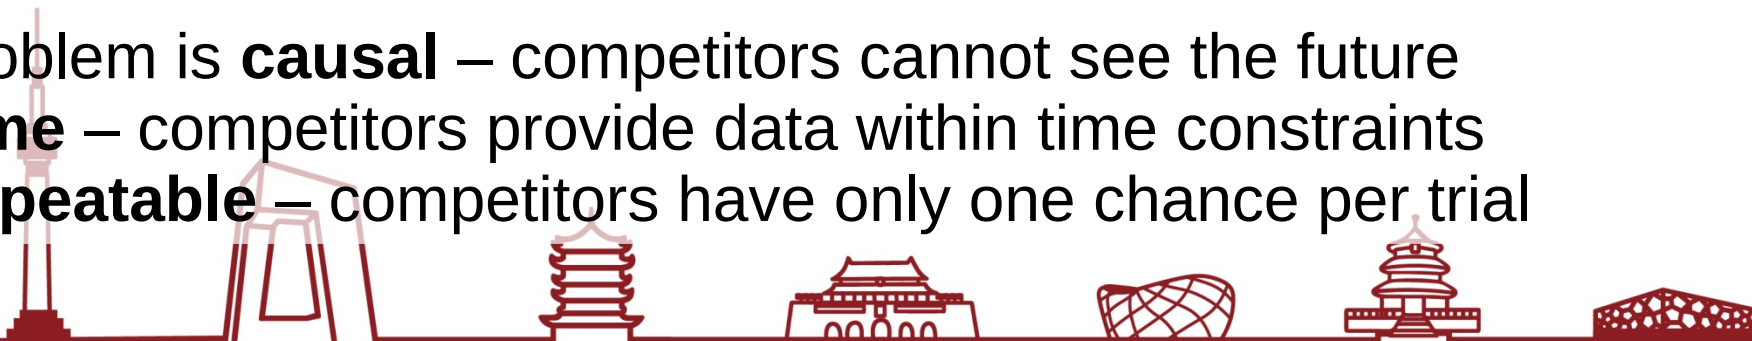 oblem is causal – competitors cannot see the future
me – competitors provide data within time constraints
peatable – competitors have only one chance per trial